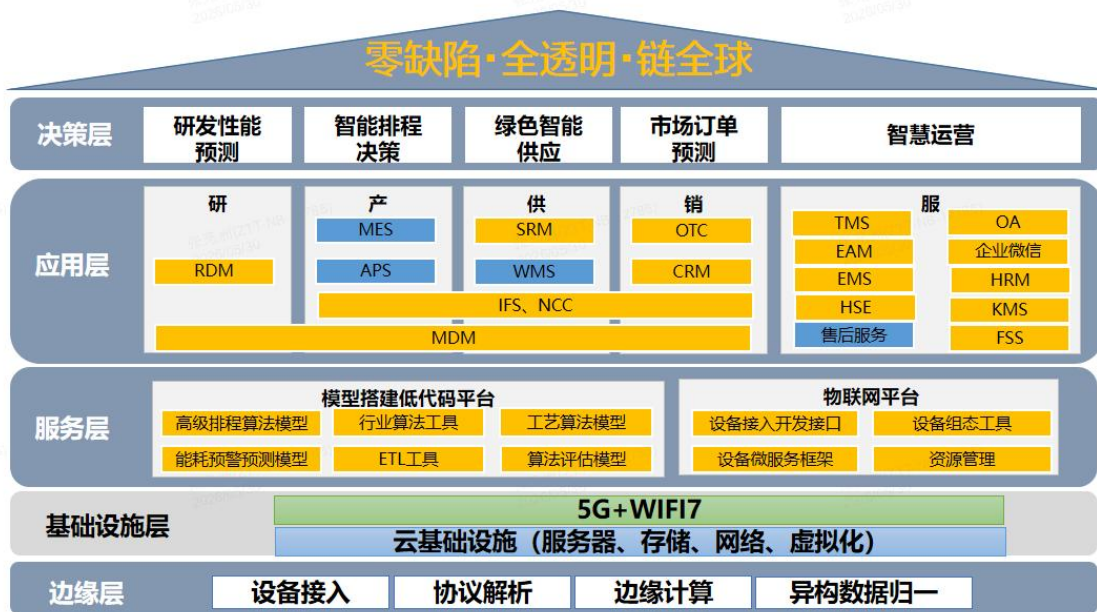 零缺陷·全透明·链全球
决策层
研发性能
预测
智能排程
决策
绿色智能
供应
市场订单
预测
智慧运营
应用层
研
RDM
产
MES
APS
供
SRM
WMS
销
OTC
CRM
IFS、NCC
MDM
服
TMS
OA
EAM
企业微信
EMS
HRM
HSE
KMS
售后服务
FSS
服务层
模型搭建低代码平台
高级排程算法模型
行业算法工具
工艺算法模型
能耗预警预测模型
ETL工具
算法评估模型
物联网平台
设备接入开发接口
设备组态工具
设备微服务框架
资源管理
基础设施层
5G+WIFI7
云基础设施（服务器、存储、网络、虚拟化）
边缘层
设备接入
协议解析
边缘计算
异构数据归一